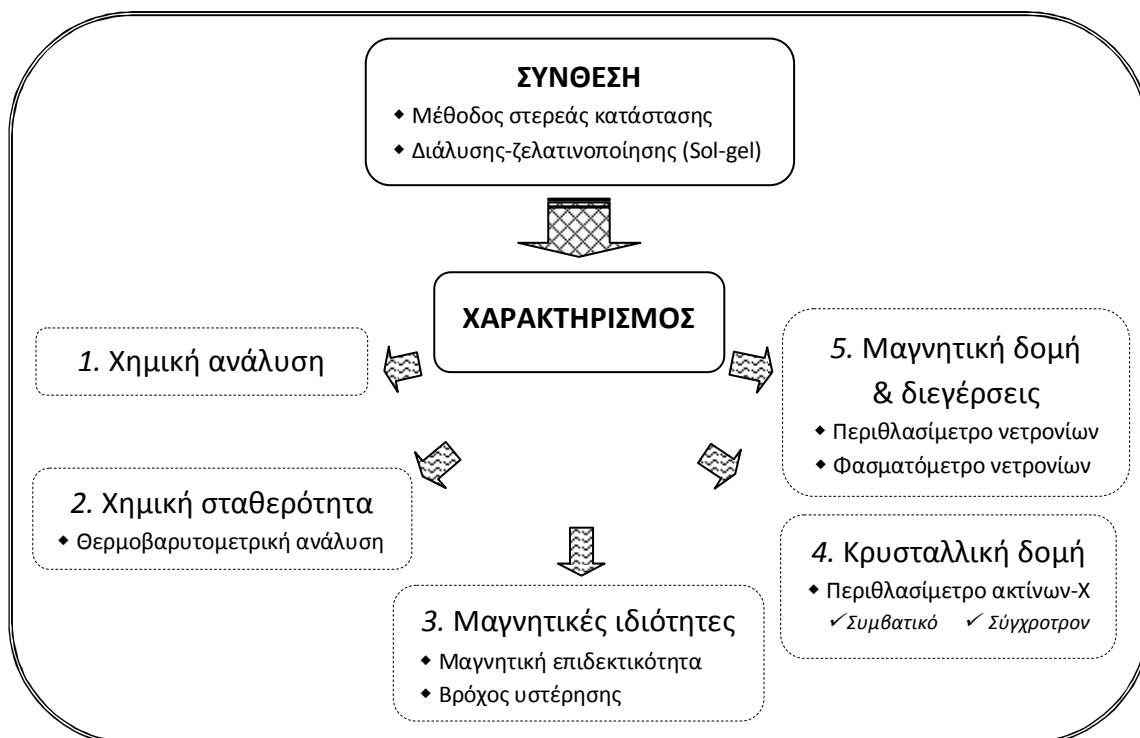 ΣΥΝΘΕΣΗ
◆ Μέθοδος στερεάς κατάστασης
◆ Διάλυσης-ζελατινοποίησης (Sol-gel)
ΧΑΡΑΚΤΗΡΙΣΜΟΣ
1. Χημική ανάλυση
2. Χημική σταθερότητα
◆ Θερμοβαρυτομετρική ανάλυση
3. Μαγνητικές ιδιότητες
◆ Μαγνητική επιδεκτικότητα
◆ Βρόχος υστέρησης
4. Κρυσταλλική δομή
◆ Περιθλασίμετρο ακτίνων-Χ
✓Συμβατικό ✓ Σύγχροτρον
5. Μαγνητική δομή
& διεγέρσεις
◆ Περιθλασίμετρο νετρονίων
◆ Φασματόμετρο νετρονίων